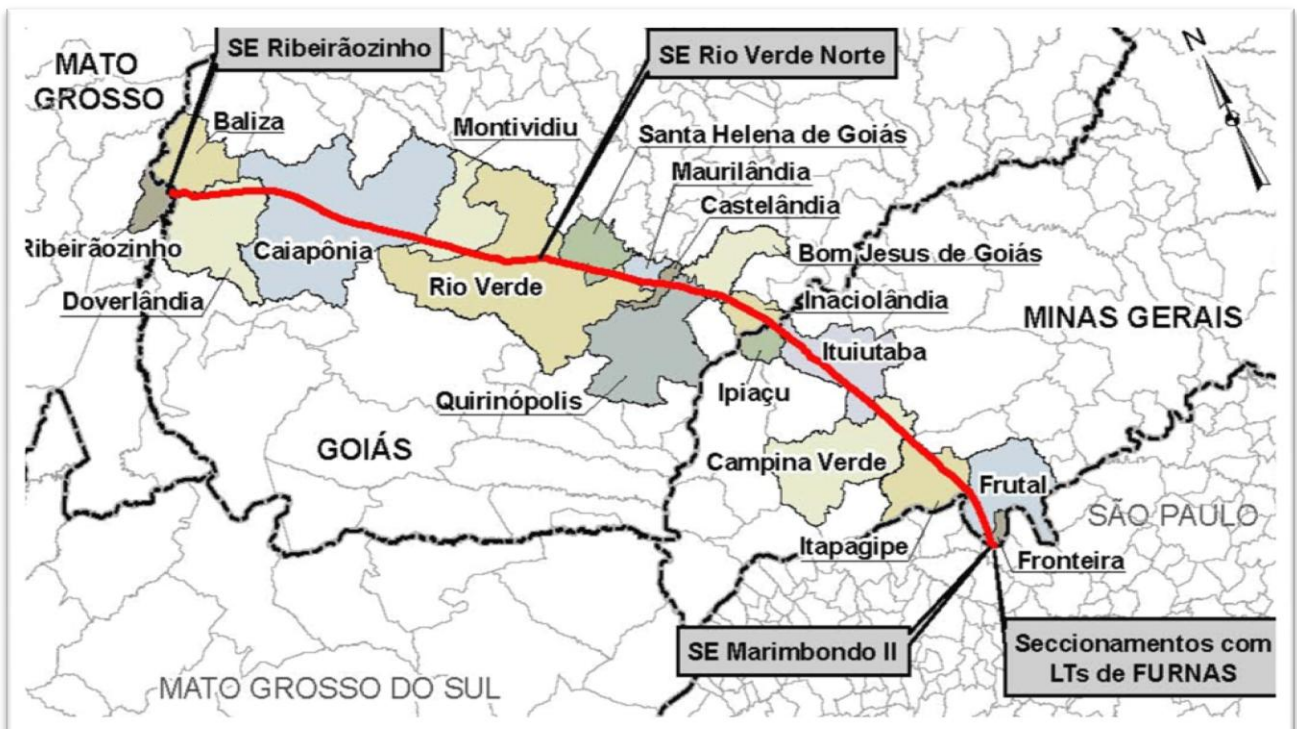 SE Ribeirãozinho
SE Rio Verde Norte
N
MATO
GROSSO
Baliza
Montividiu
Santa Helena de Goiás
Maurilândia
Castelândia
Ribeirãozinho
Caiapônia
Bom Jesus de Goiás
Doverlândia
Rio Verde
Inaciolândia
MINAS GERAIS
Ituiutaba
Quirinópolis
Ipiaçu
GOIÁS
Campina Verde
Frutal
SÃO PAULO
Itapagipe
Fronteira
SE Marimbondo II
Seccionamentos com
LTs de FURNAS
MATO GROSSO DO SUL